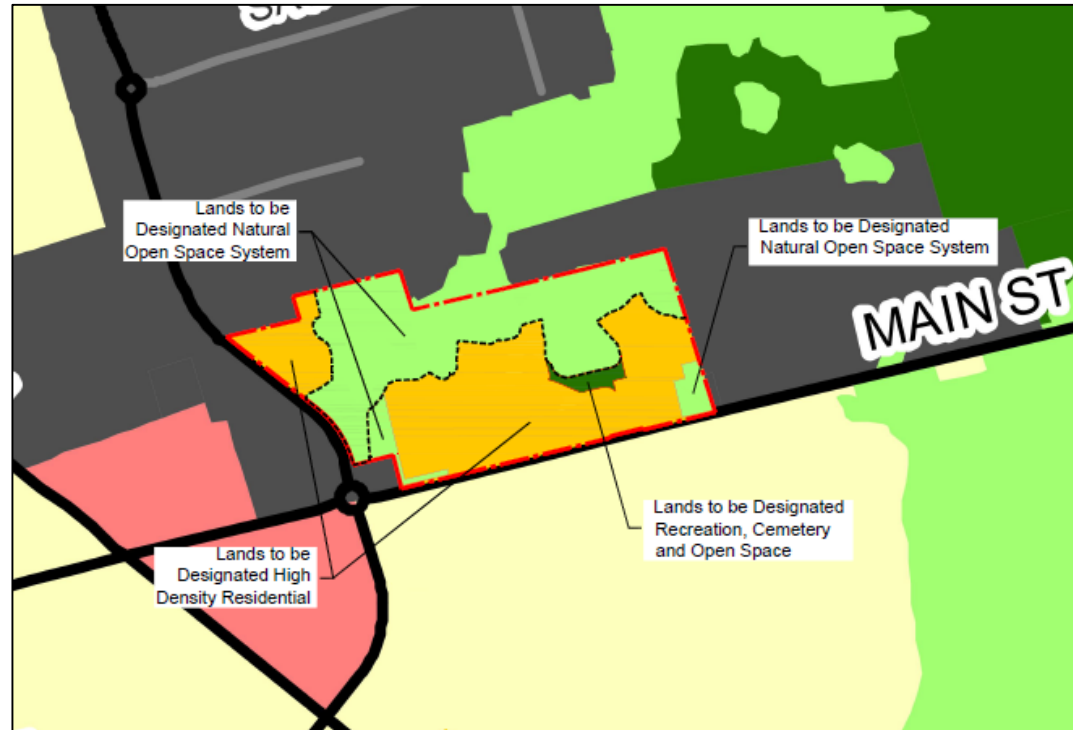 Lands to be
Designated Natural
Open Space System
Lands to be Designated
Natural Open Space System
MAIN ST
Lands to be Designated
Recreation, Cemetery
and Open Space
Lands to be
Designated High
Density Residential